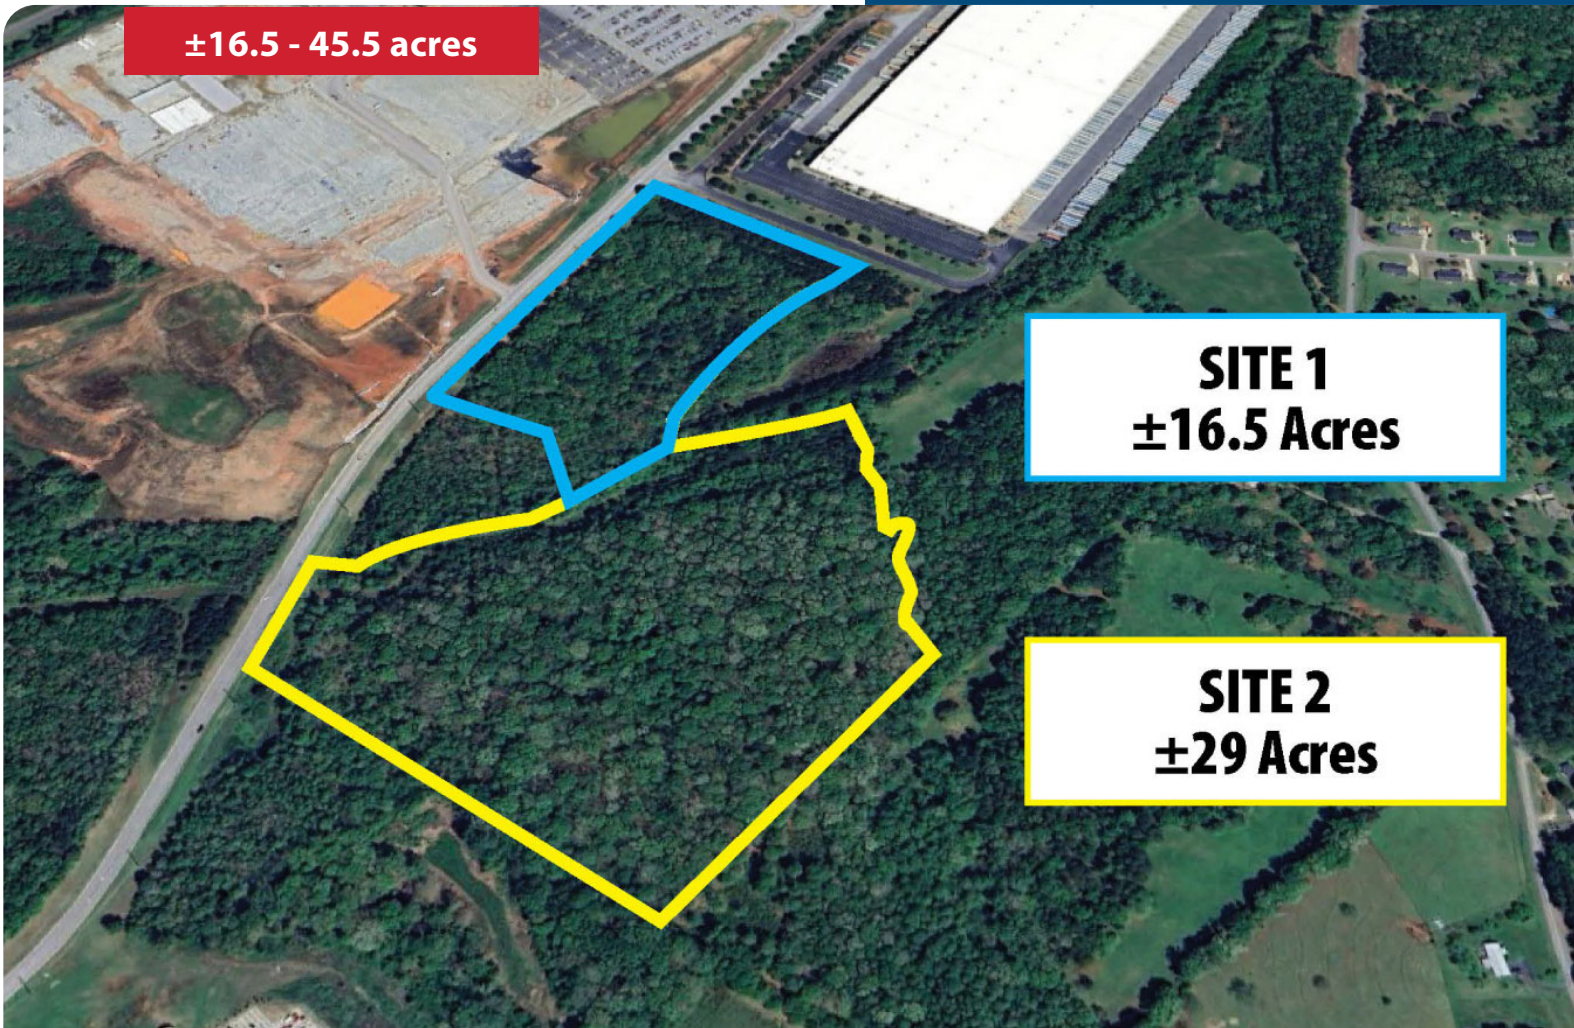 ±16.5 - 45.5 acres
SITE 1
±16.5 Acres
SITE 2
±29 Acres